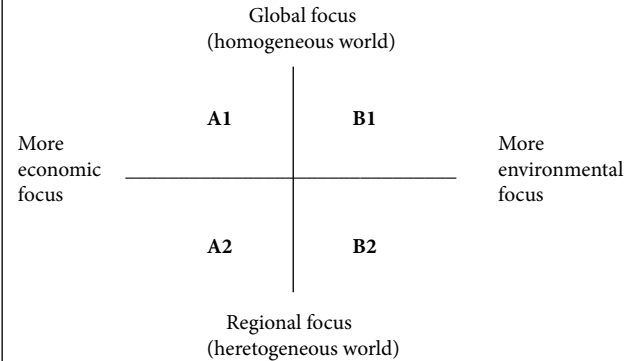 Global focus
(homogeneous world)
A1
B1
More
economic
focus
More
environmental
focus
A2
B2
Regional focus
(heretogeneous world)